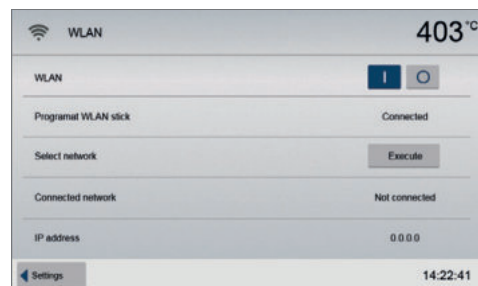 WLAN 403 °C
WLAN I O
Programat WLAN stick Connected
Select network Execute
Connected network Not connected
IP address 0.0.0.0
Settings 14:22:41